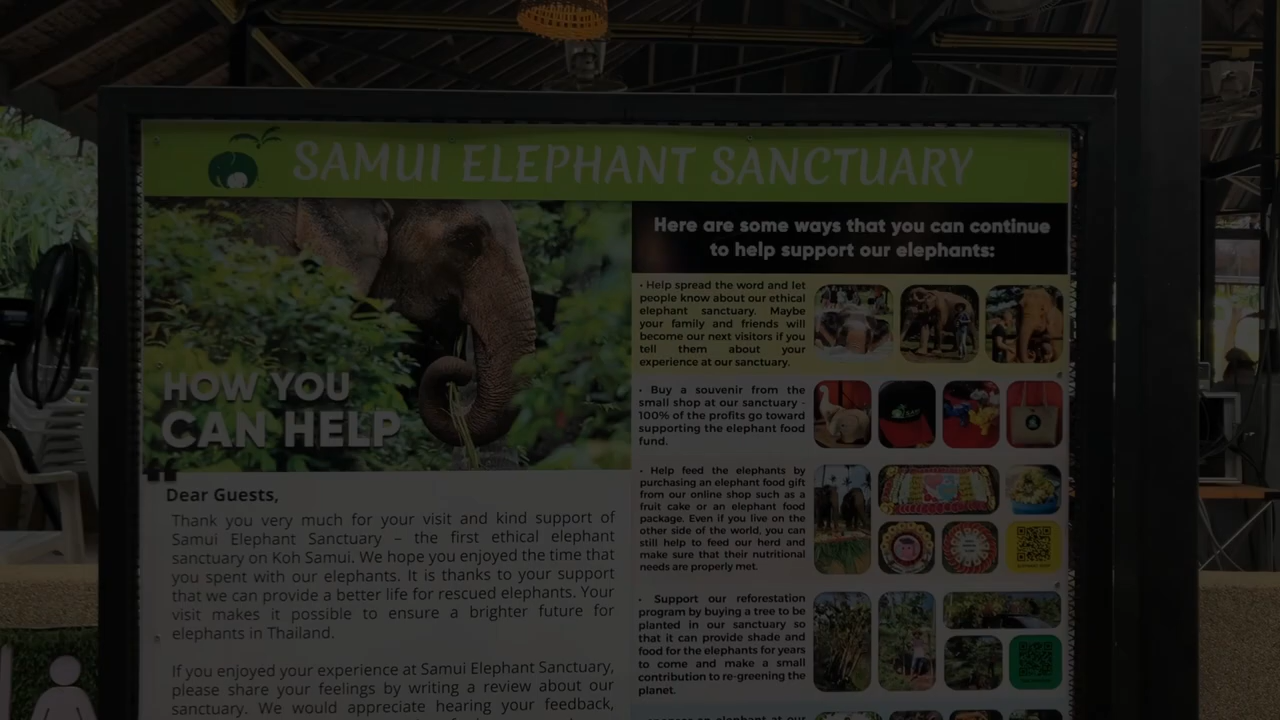 SAMUI ELEPHANT SANCTUARY
HOW YOU
CAN HELP
Dear Guests,
Thank you very much for your visit and kind support of
Samui Elephant Sanctuary – the first ethical elephant
sanctuary on Koh Samui. We hope you enjoyed the time that
you spent with our elephants. It is thanks to your support
that we can provide a better life for rescued elephants. Your
visit makes it possible to ensure a brighter future for
elephants in Thailand.
If you enjoyed your experience at Samui Elephant Sanctuary,
please share your feelings by writing a review about our
sanctuary. We would appreciate hearing your feedback,
Here are some ways that you can continue
to help support our elephants:
• Help spread the word and let
people know about our ethical
elephant sanctuary. Maybe
your family and friends will
become our next visitors if you
tell them about your
experience at our sanctuary.
• Buy a souvenir from the
small shop at our sanctuary -
100% of the profits go toward
supporting the elephant food
fund.
• Help feed the elephants by
purchasing an elephant food gift
from our online shop such as a
fruit cake or an elephant food
package. Even if you live on the
other side of the world, you can
still help to feed our herd and
make sure that their nutritional
needs are properly met.
• Support our reforestation
program by buying a tree to be
planted in our sanctuary so
that it can provide shade and
food for the elephants for years
to come and make a small
contribution to re-greening the
planet.
elephant at our